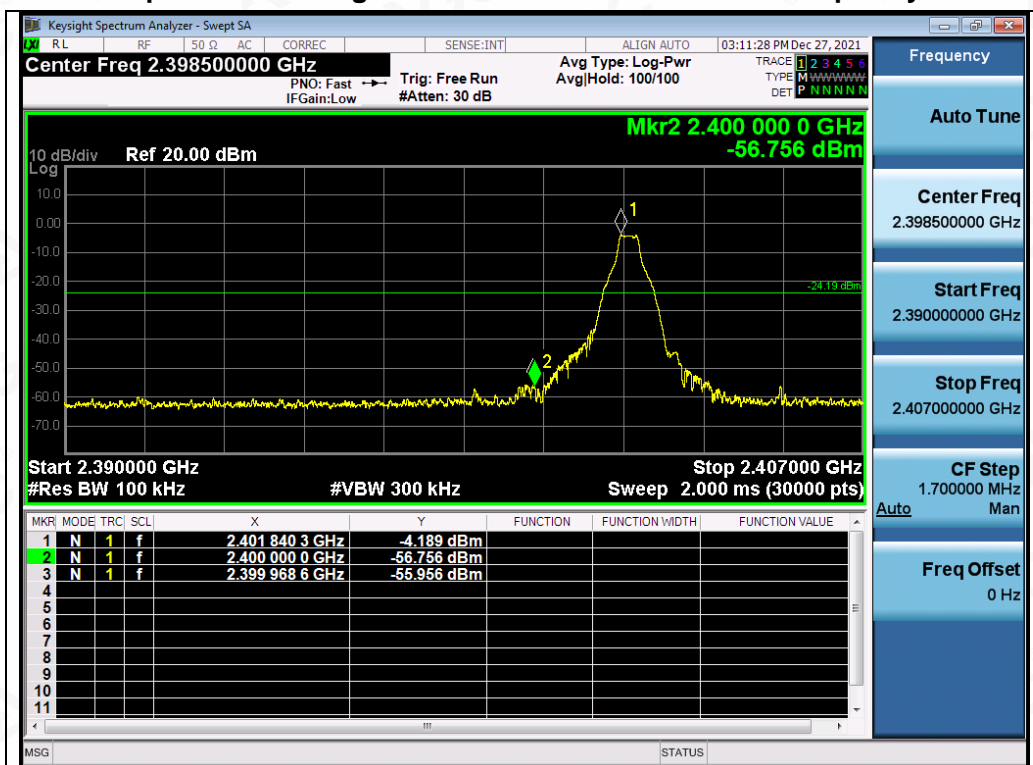 Keysight Spectrum Analyzer - Swept SA
LXI RL RF 50 Ω AC CORREC SENSE:INT ALIGN AUTO 03:11:28 PM Dec 27, 2021
Center Freq 2.398500000 GHz
PNO: Fast
IFGain:Low
Trig: Free Run
#Atten: 30 dB
Avg Type: Log-Pwr
Avg|Hold: 100/100
TRACE 1 2 3 4 5 6
TYPE M WWWWW
DET P N N N N N
Mkr2 2.400 000 0 GHz
-56.756 dBm
10 dB/div Ref 20.00 dBm
Log
10.0
0.00
-10.0
-20.0
-30.0
-40.0
-50.0
-60.0
-70.0
1
2
-24.19 dBm
Start 2.390000 GHz Stop 2.407000 GHz
#Res BW 100 kHz #VBW 300 kHz Sweep 2.000 ms (30000 pts)
MKR MODE TRC SCL X Y FUNCTION FUNCTION WIDTH FUNCTION VALUE
1 N 1 f 2.401 840 3 GHz -4.189 dBm
2 N 1 f 2.400 000 0 GHz -56.756 dBm
3 N 1 f 2.399 968 6 GHz -55.956 dBm
4
5
6
7
8
9
10
11
MSG STATUS
Frequency
Auto Tune
Center Freq
2.398500000 GHz
Start Freq
2.390000000 GHz
Stop Freq
2.407000000 GHz
CF Step
1.700000 MHz
Auto Man
Freq Offset
0 Hz